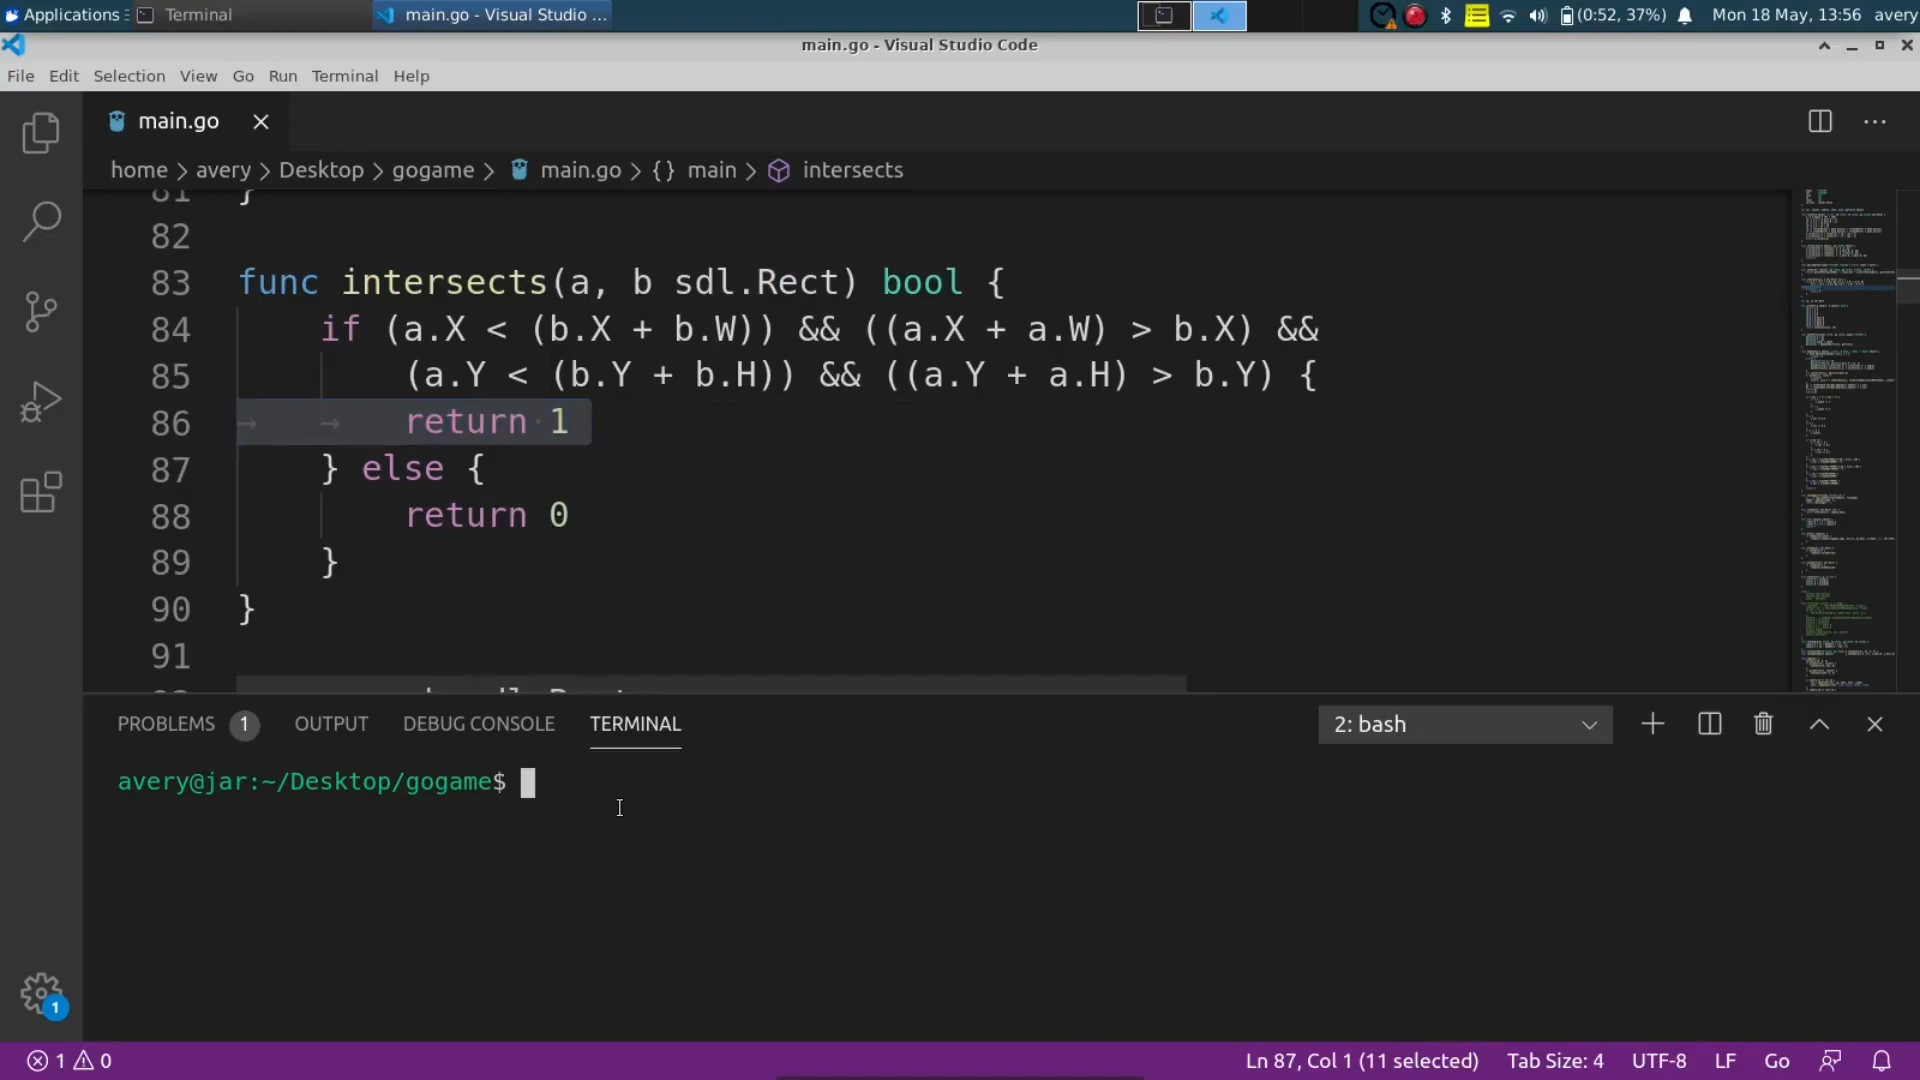 Applications
Terminal
main.go - Visual Studio ...
(0:52, 37%)
Mon 18 May, 13:56
avery
main.go - Visual Studio Code
File Edit Selection View Go Run Terminal Help
main.go
home > avery > Desktop > gogame > main.go > {} main > intersects
81 }
82
83 func intersects(a, b sdl.Rect) bool {
84 if (a.X < (b.X + b.W)) && ((a.X + a.W) > b.X) &&
85 (a.Y < (b.Y + b.H)) && ((a.Y + a.H) > b.Y) {
86 return 1
87 } else {
88 return 0
89 }
90 }
91
PROBLEMS 1 OUTPUT DEBUG CONSOLE TERMINAL
2: bash
avery@jar:~/Desktop/gogame$
1
1 0
Ln 87, Col 1 (11 selected) Tab Size: 4 UTF-8 LF Go